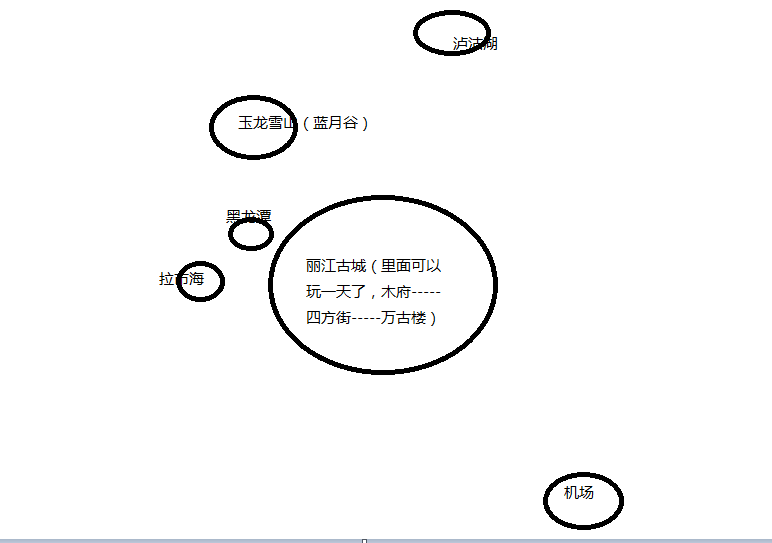 泸沽湖
玉龙雪山（蓝月谷）
黑龙潭
拉市海
丽江古城（里面可以
玩一天了，木府-----
四方街-----万古楼）
机场